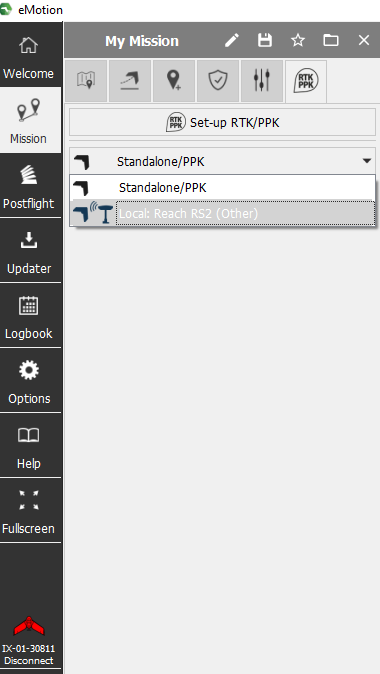 eMotion
My Mission
Welcome
Mission
Postflight
Updater
Logbook
Options
Help
Fullscreen
IX-01-30811
Disconnect
RTK
PPK
RTK PPK Set-up RTK/PPK
Standalone/PPK
Standalone/PPK
Local: Reach RS2 (Other)